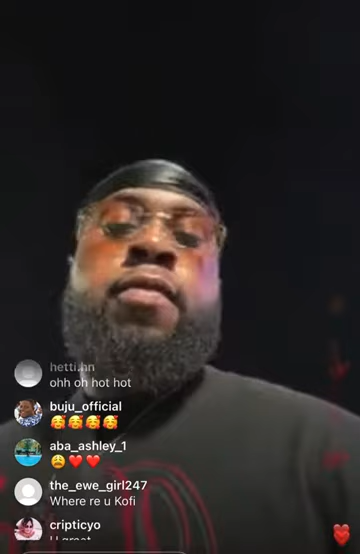 hetti.hn
ohh oh hot hot
buju_official
🥰🥰🥰🥰
aba_ashley_1
😩❤️❤️
the_ewe_girl247
Where re u Kofi
cripticyo